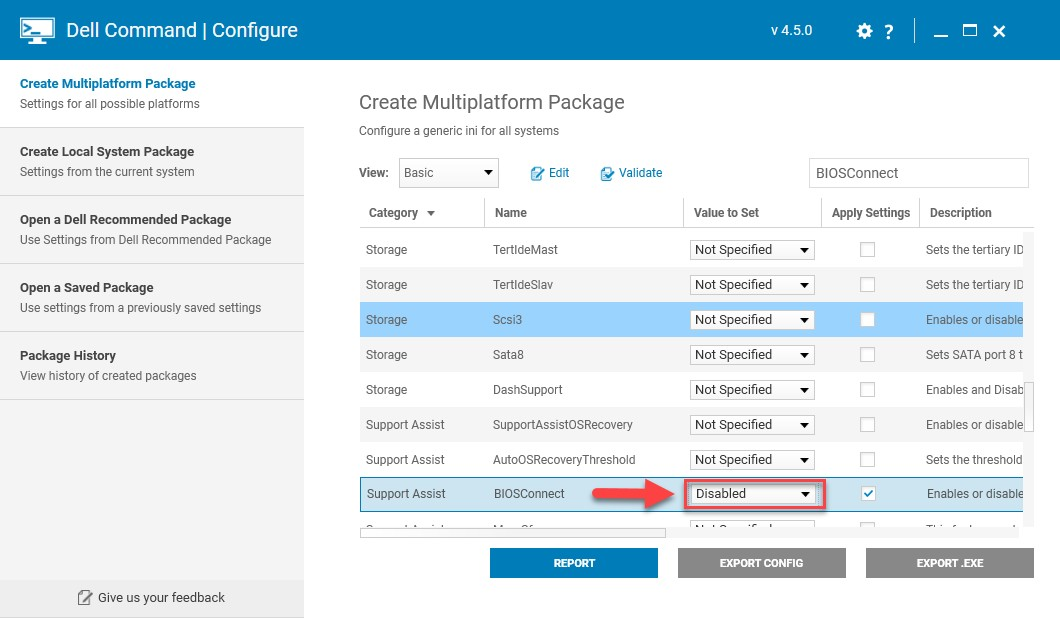 Dell Command | Configure
v 4.5.0
?
Create Multiplatform Package
Settings for all possible platforms
Create Local System Package
Settings from the current system
Open a Dell Recommended Package
Use Settings from Dell Recommended Package
Open a Saved Package
Use settings from a previously saved settings
Package History
View history of created packages
Give us your feedback
Create Multiplatform Package
Configure a generic ini for all systems
View: Basic Edit Validate BIOSConnect
Category Name Value to Set Apply Settings Description
Storage TertIdeMast Not Specified Sets the tertiary ID
Storage TertIdeSlav Not Specified Sets the tertiary ID
Storage Scsi3 Not Specified Enables or disable
Storage Sata8 Not Specified Sets SATA port 8 t
Storage DashSupport Not Specified Enables and Disab
Support Assist SupportAssistOSRecovery Not Specified Enables or disable
Support Assist AutoOSRecoveryThreshold Not Specified Sets the threshold
Support Assist BIOSConnect Disabled Enables or disable
REPORT EXPORT CONFIG EXPORT .EXE